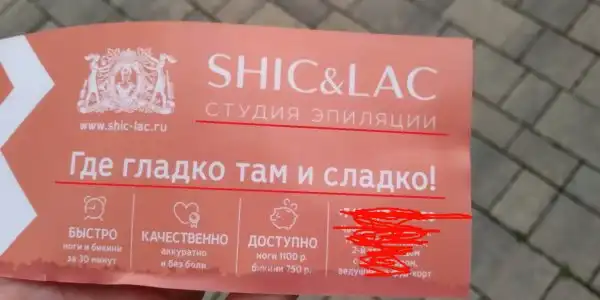 SHIC&LAC
СТУДИЯ ЭПИЛЯЦИИ
www.shic-lac.ru
Где гладко там и сладко!
БЫСТРО
ноги и бикини
за 30 минут
КАЧЕСТВЕННО
аккуратно
и без боли
ДОСТУПНО
ноги 1100 р.
бикини 750 р.